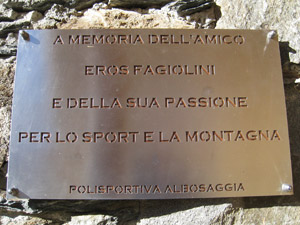 A MEMORIA DELL'AMICO
EROS FAGIOLINI
E DELLA SUA PASSIONE
PER LO SPORT E LA MONTAGNA
POLISPORTIVA ALBOSAGGIA